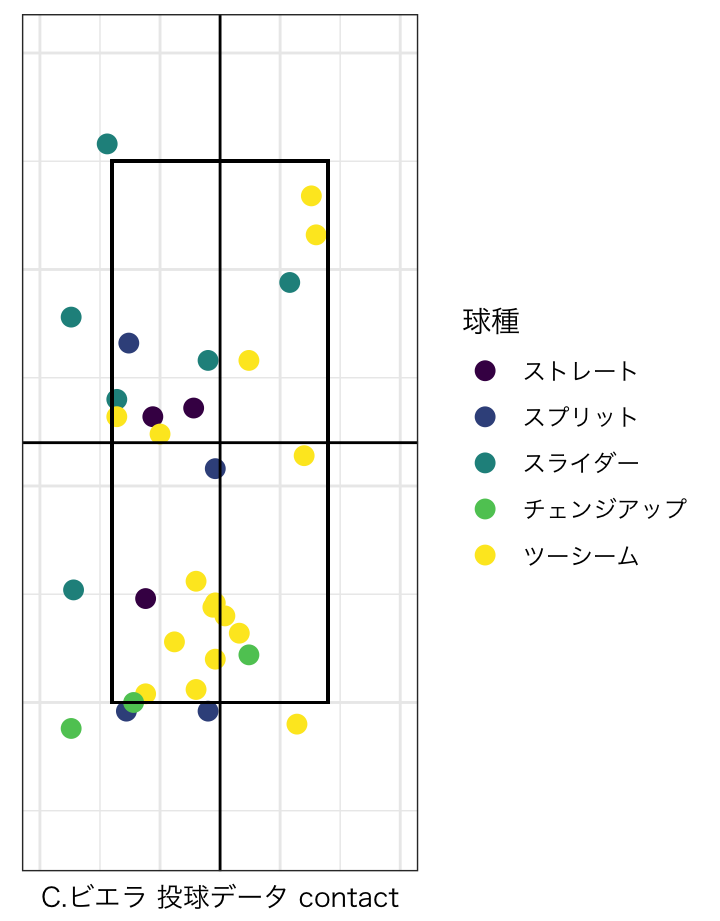 球種
ストレート
スプリット
スライダー
チェンジアップ
ツーシーム
C.ビエラ 投球データ contact